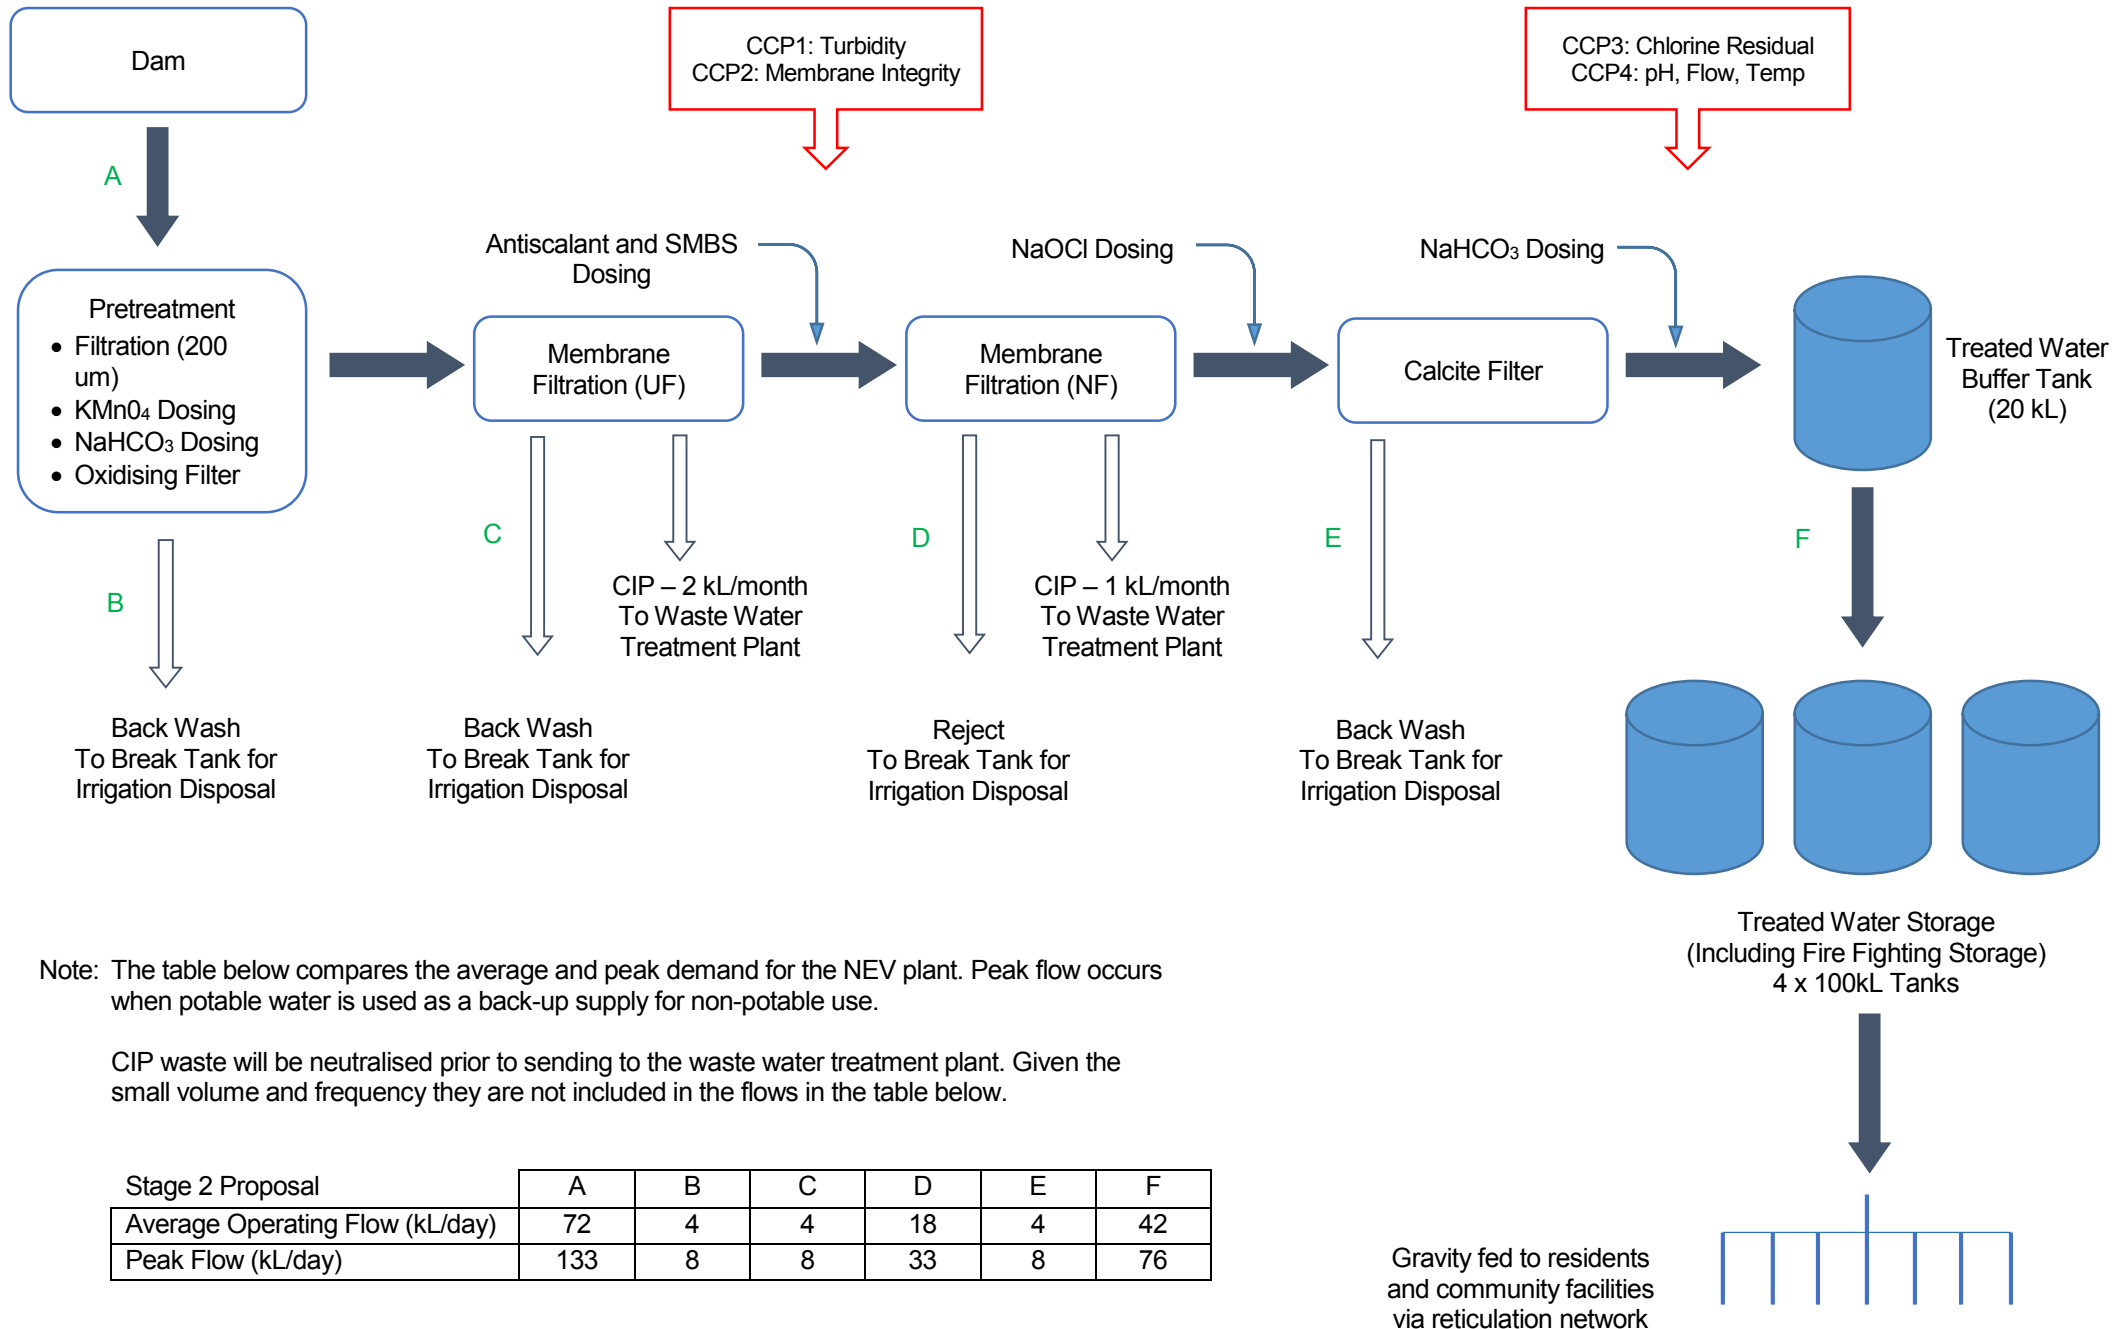 Dam
CCP1: Turbidity
CCP2: Membrane Integrity
CCP3: Chlorine Residual
CCP4: pH, Flow, Temp
A
Antiscalant and SMBS
Dosing
NaOCl Dosing
NaHCO₃ Dosing
Pretreatment
• Filtration (200
um)
• KMn0₄ Dosing
• NaHCO₃ Dosing
• Oxidising Filter
Membrane
Filtration (UF)
Membrane
Filtration (NF)
Calcite Filter
Treated Water
Buffer Tank
(20 kL)
B
C
D
E
F
CIP – 2 kL/month
To Waste Water
Treatment Plant
CIP – 1 kL/month
To Waste Water
Treatment Plant
Back Wash
To Break Tank for
Irrigation Disposal
Back Wash
To Break Tank for
Irrigation Disposal
Reject
To Break Tank for
Irrigation Disposal
Back Wash
To Break Tank for
Irrigation Disposal
Treated Water Storage
(Including Fire Fighting Storage)
4 x 100kL Tanks
Note: The table below compares the average and peak demand for the NEV plant. Peak flow occurs
when potable water is used as a back-up supply for non-potable use.
CIP waste will be neutralised prior to sending to the waste water treatment plant. Given the
small volume and frequency they are not included in the flows in the table below.
Stage 2 Proposal A B C D E F
Average Operating Flow (kL/day) 72 4 4 18 4 42
Peak Flow (kL/day) 133 8 8 33 8 76
Gravity fed to residents
and community facilities
via reticulation network